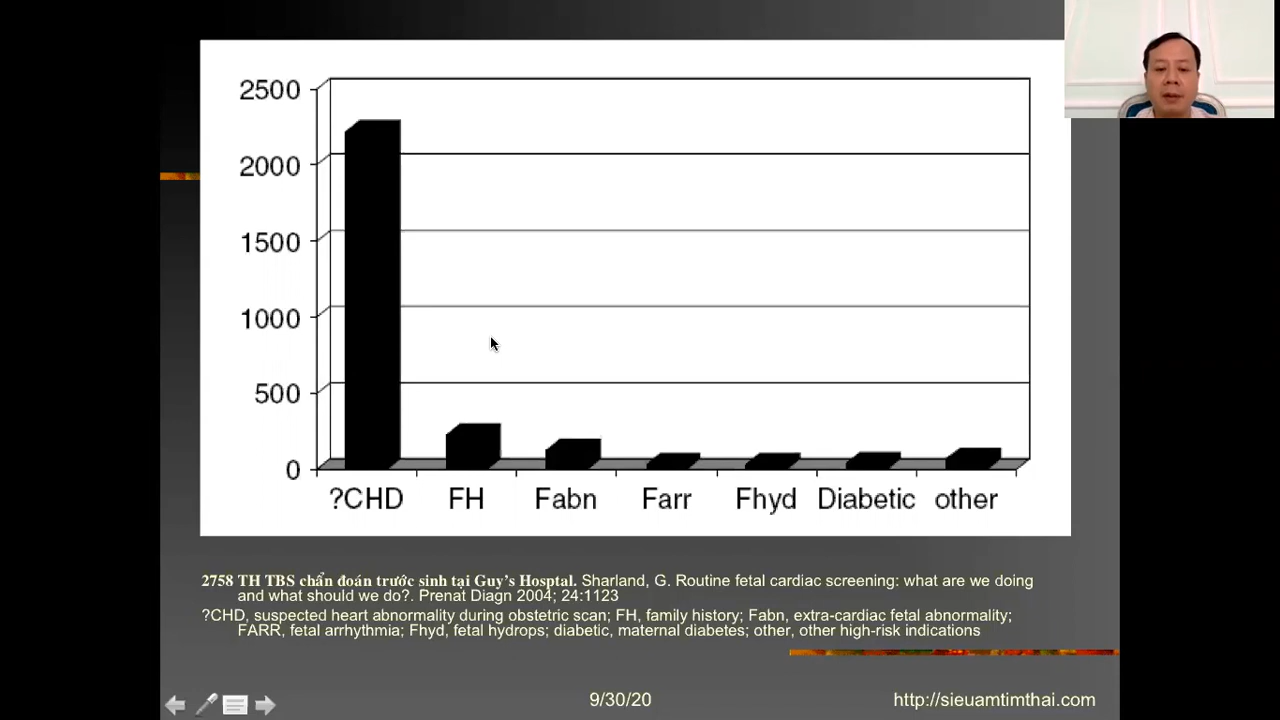 2500
2000
1500
1000
500
0
?CHD FH Fabn Farr Fhyd Diabetic other
2758 TH TBS chẩn đoán trước sinh tại Guy's Hosptal. Sharland, G. Routine fetal cardiac screening: what are we doing
and what should we do?. Prenat Diagn 2004; 24:1123
?CHD, suspected heart abnormality during obstetric scan; FH, family history; Fabn, extra-cardiac fetal abnormality;
FARR, fetal arrhythmia; Fhyd, fetal hydrops; diabetic, maternal diabetes; other, other high-risk indications
9/30/20
http://sieuamtimthai.com